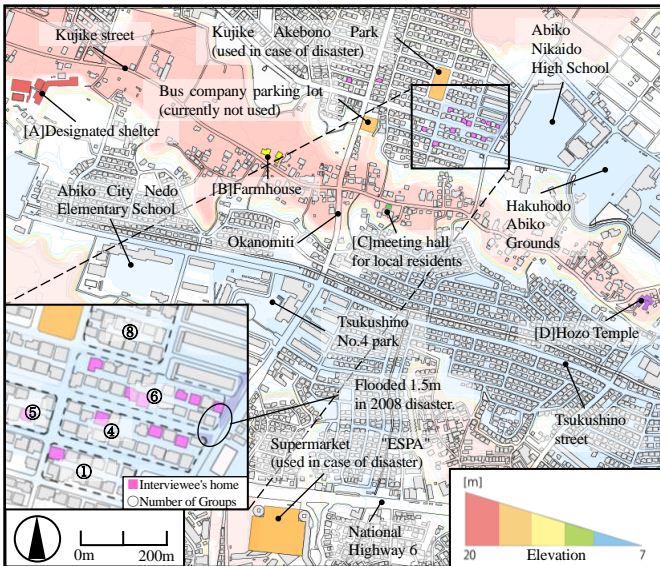 Kujike street
Kujike Akebono Park
(used in case of disaster)
Abiko
Nikaido
High School
Bus company parking lot
(currently not used)
[A]Designated shelter
Abiko City Nedo
Elementary School
[B]Farmhouse
Okanomiti
[C]meeting hall
for local residents
Hakuhodo
Abiko
Grounds
Tsukushino
No.4 park
[D]Hozo Temple
Flooded 1.5m
in 2008 disaster.
Tsukushino
street
Supermarket "ESPA"
(used in case of disaster)
National
Highway 6
⑧
⑥
⑤
④
①
Interviewee's home
Number of Groups
0m 200m
[m]
20 Elevation 7